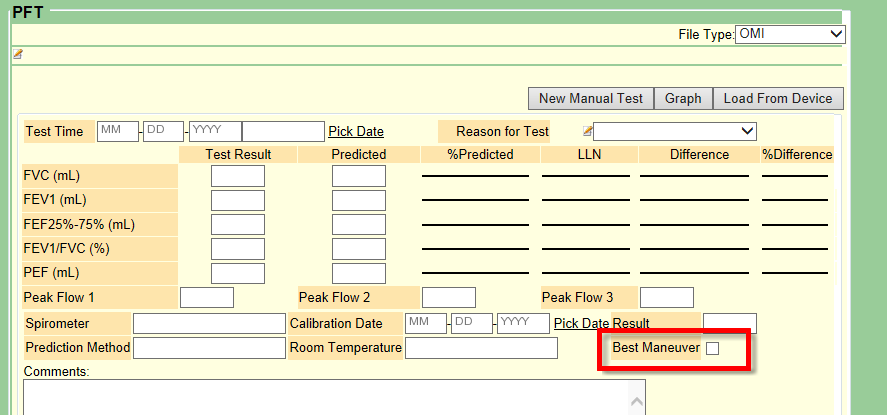 PFT
File Type: OMI
New Manual Test Graph Load From Device
Test Time MM - DD - YYYY Pick Date Reason for Test
Test Result Predicted %Predicted LLN Difference %Difference
FVC (mL)
FEV1 (mL)
FEF25%-75% (mL)
FEV1/FVC (%)
PEF (mL)
Peak Flow 1 Peak Flow 2 Peak Flow 3
Spirometer Calibration Date MM - DD - YYYY Pick Date Result
Prediction Method Room Temperature Best Maneuver
Comments: